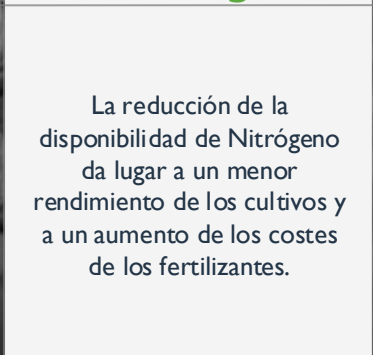 La reducción de la
disponibilidad de Nitrógeno
da lugar a un menor
rendimiento de los cultivos y
a un aumento de los costes
de los fertilizantes.